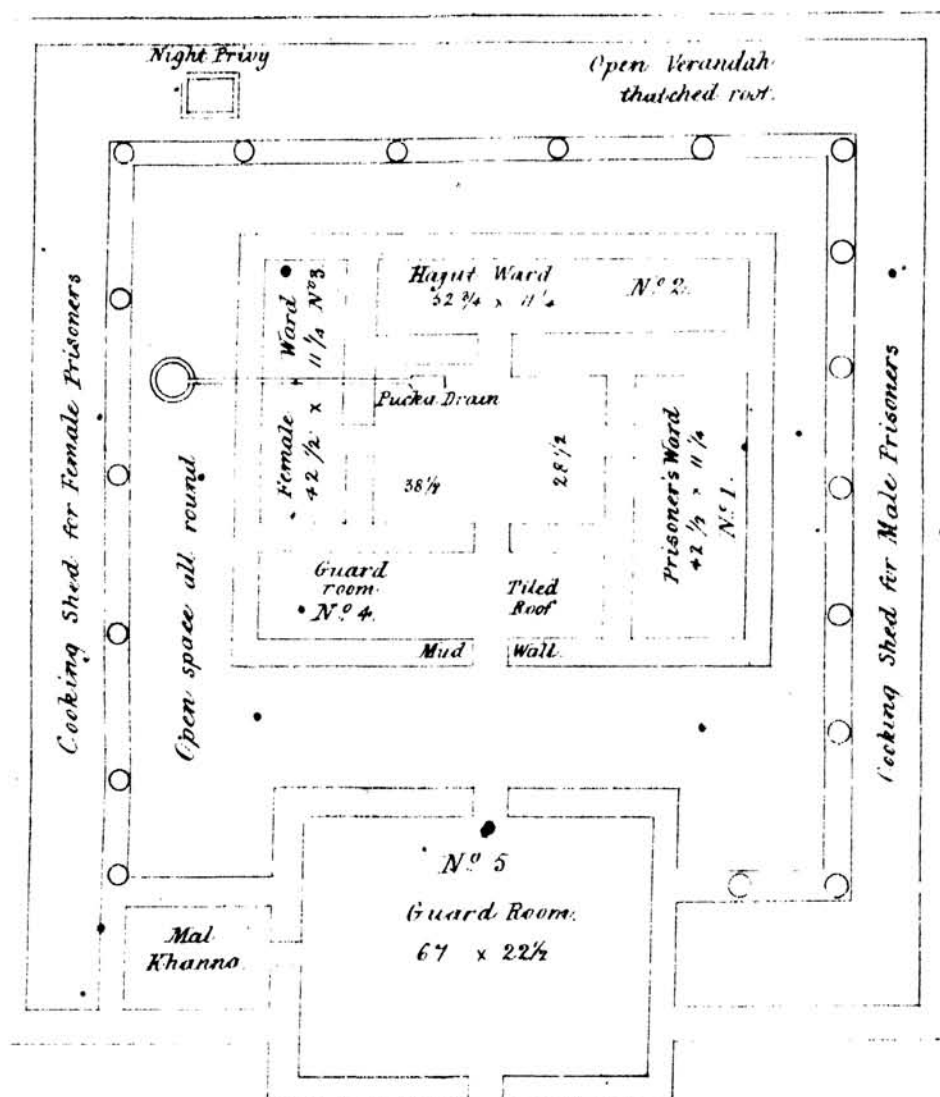 Night Privy
Open Verandah
thatched roof.
Hajut Ward
32 3/4 x 11 1/4
No 2.
Female Ward No 3.
42 1/2 x 11 1/4
Pucka Drain
38 1/4
28 1/2
Prisoner's Ward
42 1/2 x 11 1/4
No 1.
Guard
room
No 4.
Tiled
Roof
Mud Wall.
Cooking Shed for Female Prisoners
Open space all round
Cooking Shed for Male Prisoners
No 5
Guard Room.
67 x 22 1/2
Mal
Khanno.